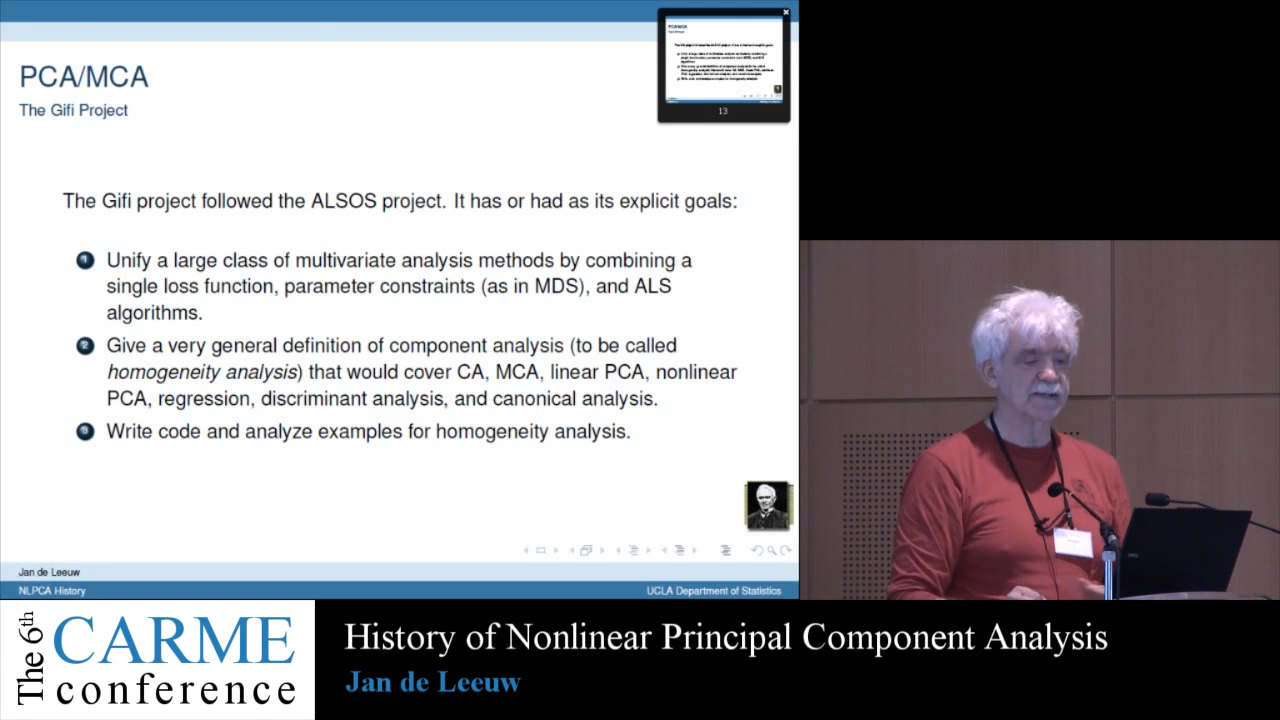 PCA/MCA
The Gifi Project
13
The Gifi project followed the ALSOS project. It has or had as its explicit goals:
1 Unify a large class of multivariate analysis methods by combining a
single loss function, parameter constraints (as in MDS), and ALS
algorithms.
2 Give a very general definition of component analysis (to be called
homogeneity analysis) that would cover CA, MCA, linear PCA, nonlinear
PCA, regression, discriminant analysis, and canonical analysis.
3 Write code and analyze examples for homogeneity analysis.
Jan de Leeuw
NLPCA History
UCLA Department of Statistics
The 6th
CARME
conference
History of Nonlinear Principal Component Analysis
Jan de Leeuw